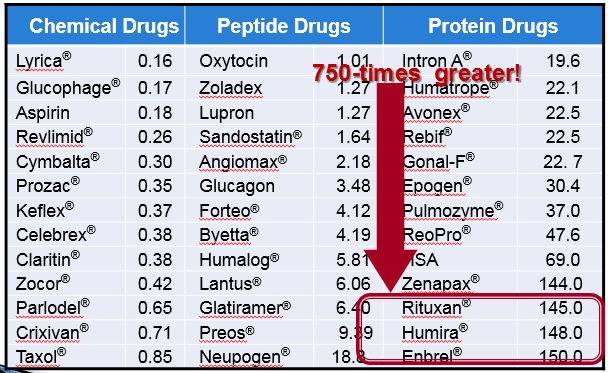 Chemical Drugs Peptide Drugs Protein Drugs
Lyrica® 0.16 Oxytocin 1.01 Intron A® 19.6
750-times greater!
Glucophage® 0.17 Zoladex 1.27 Humatrope® 22.1
Aspirin 0.18 Lupron 1.27 Avonex® 22.5
Revlimid® 0.26 Sandostatin® 1.64 Rebif® 22.5
Cymbalta® 0.30 Angiomax® 2.18 Gonal-F® 22. 7
Prozac® 0.35 Glucagon 3.48 Epogen® 30.4
Keflex® 0.37 Forteo® 4.12 Pulmozyme® 37.0
Celebrex® 0.38 Byetta® 4.19 ReoPro® 47.6
Claritin® 0.38 Humalog® 5.81 HSA 69.0
Zocor® 0.42 Lantus® 6.06 Zenapax® 144.0
Parlodel® 0.65 Glatiramer® 6.40 Rituxan® 145.0
Crixivan® 0.71 Preos® 9.39 Humira® 148.0
Taxol® 0.85 Neupogen® Enbrel® 150.0